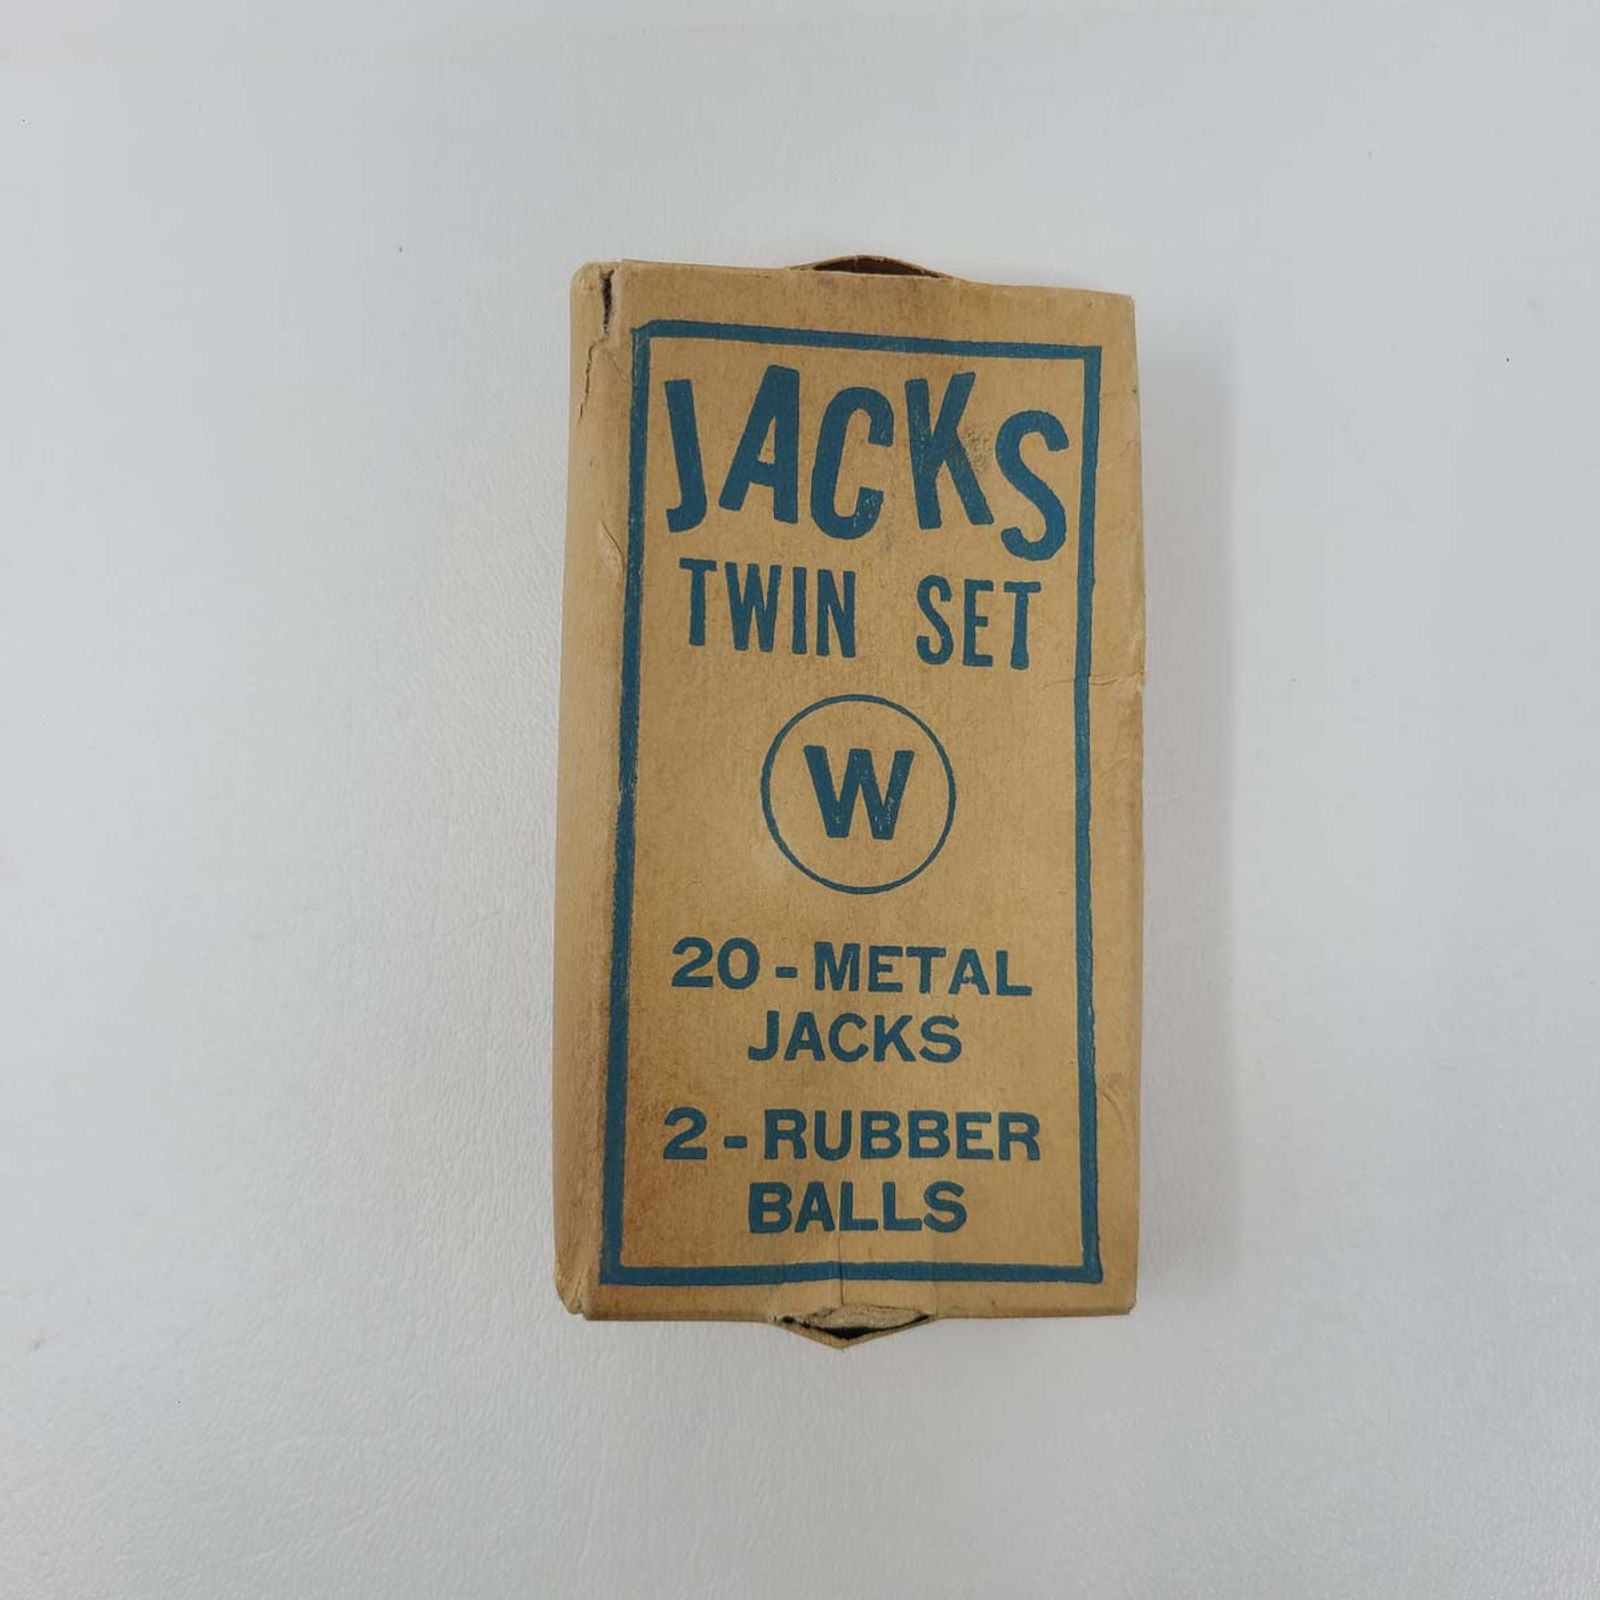 JACKS
TWIN SET
W
20-METAL
JACKS
2-RUBBER
BALLS